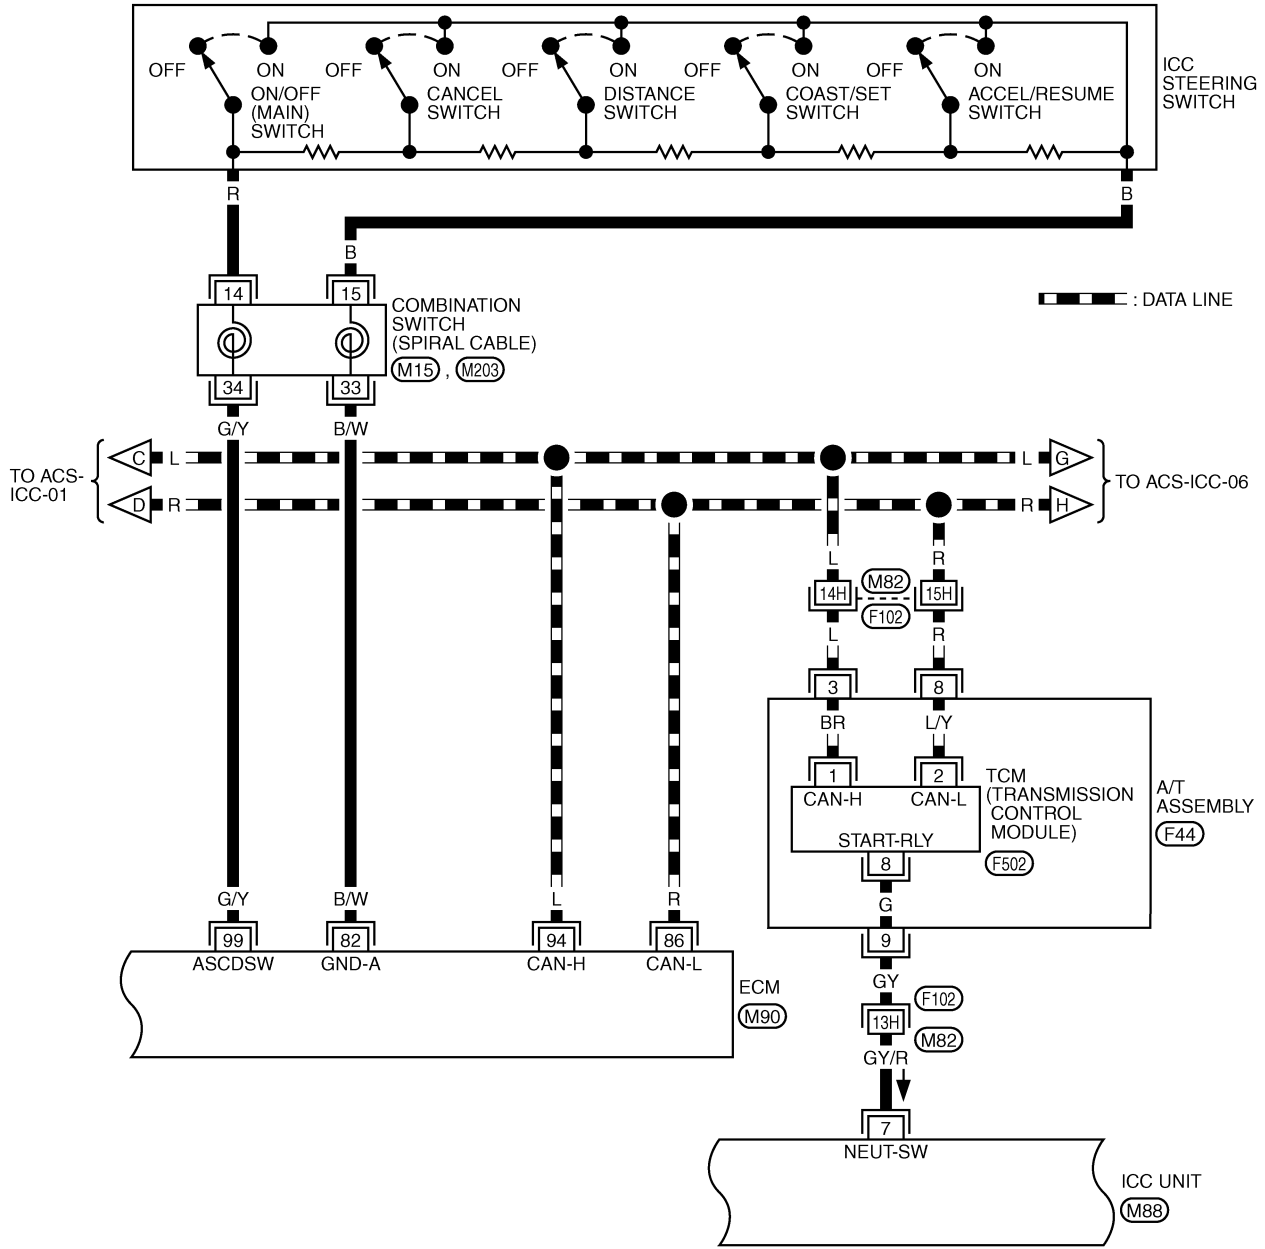 OFF ON OFF ON OFF ON OFF ON OFF ON
ON/OFF
(MAIN)
SWITCH
CANCEL
SWITCH
DISTANCE
SWITCH
COAST/SET
SWITCH
ACCEL/RESUME
SWITCH
ICC
STEERING
SWITCH
R B
B
14 15
COMBINATION
SWITCH
(SPIRAL CABLE)
M15 , M203
: DATA LINE
34 33
G/Y B/W
TO ACS-
ICC-01
C L L G
D R R H
TO ACS-ICC-06
L R
14H M82 15H
F102
L R
3 8
BR L/Y
1 2
CAN-H CAN-L
TCM
(TRANSMISSION
CONTROL
MODULE)
F502
START-RLY
8
G
A/T
ASSEMBLY
F44
9
GY
F102
13H
M82
GY/R
7
NEUT-SW
ICC UNIT
M88
G/Y B/W L R
99 82 94 86
ASCDSW GND-A CAN-H CAN-L
ECM
M90